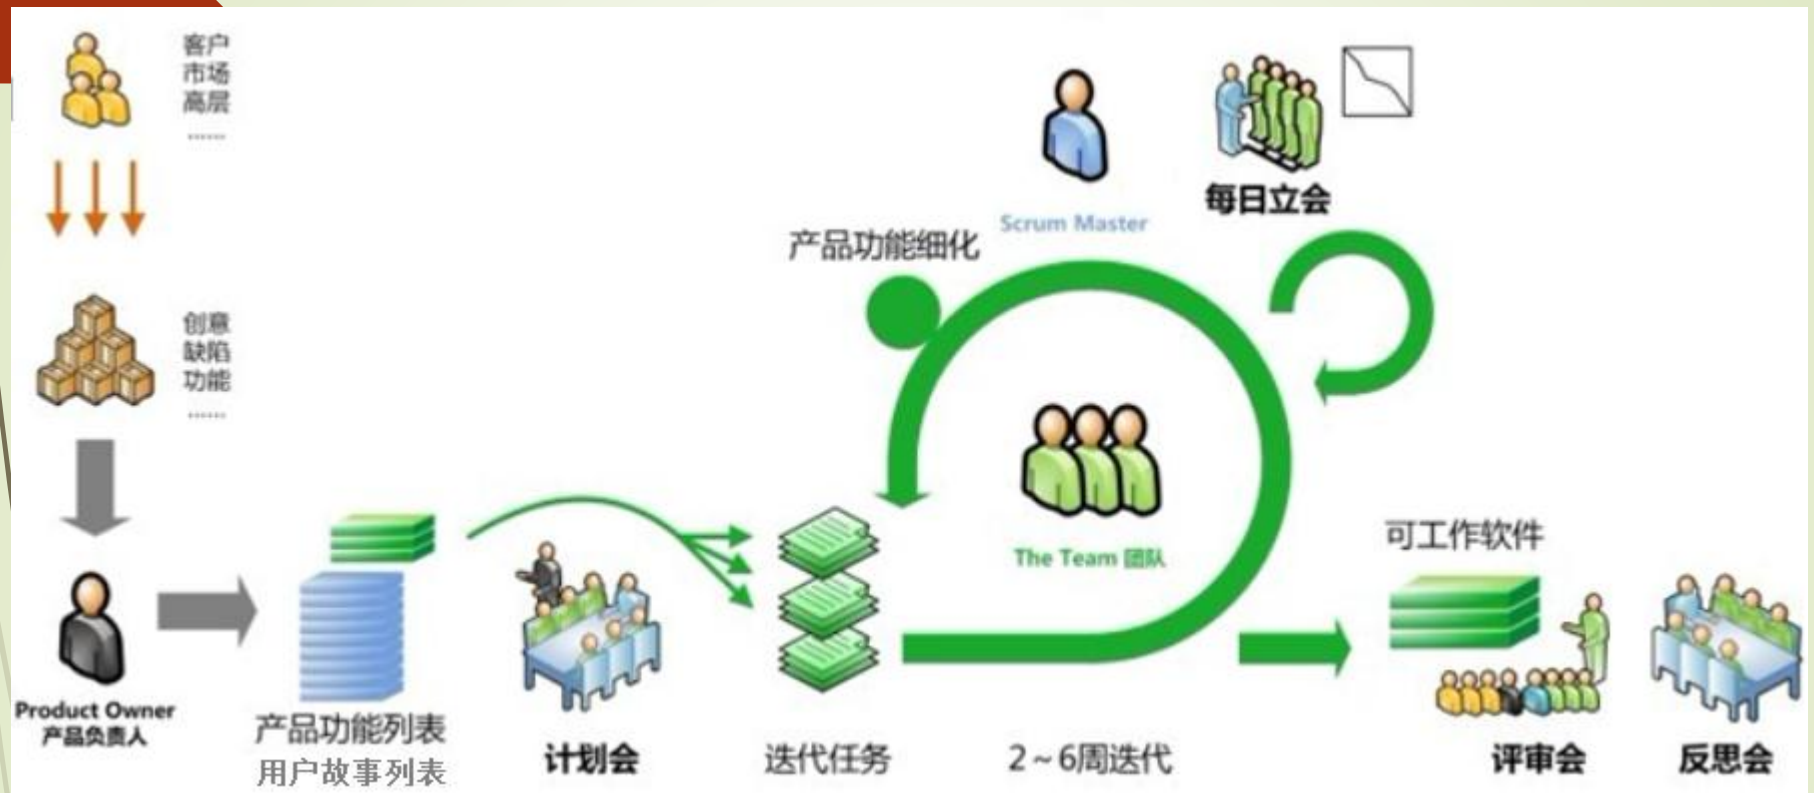 客户
市场
高层
......
创意
缺陷
功能
......
Product Owner
产品负责人
产品功能列表
用户故事列表
计划会
迭代任务
产品功能细化
Scrum Master
每日立会
The Team 团队
2~6周迭代
可工作软件
评审会
反思会